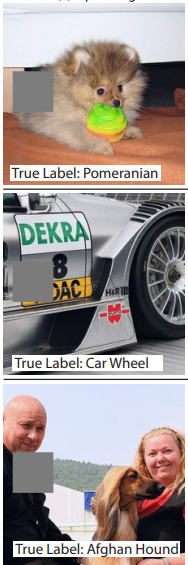 True Label: Pomeranian
DEKRA
8
DAC
H&R
True Label: Car Wheel
True Label: Afghan Hound